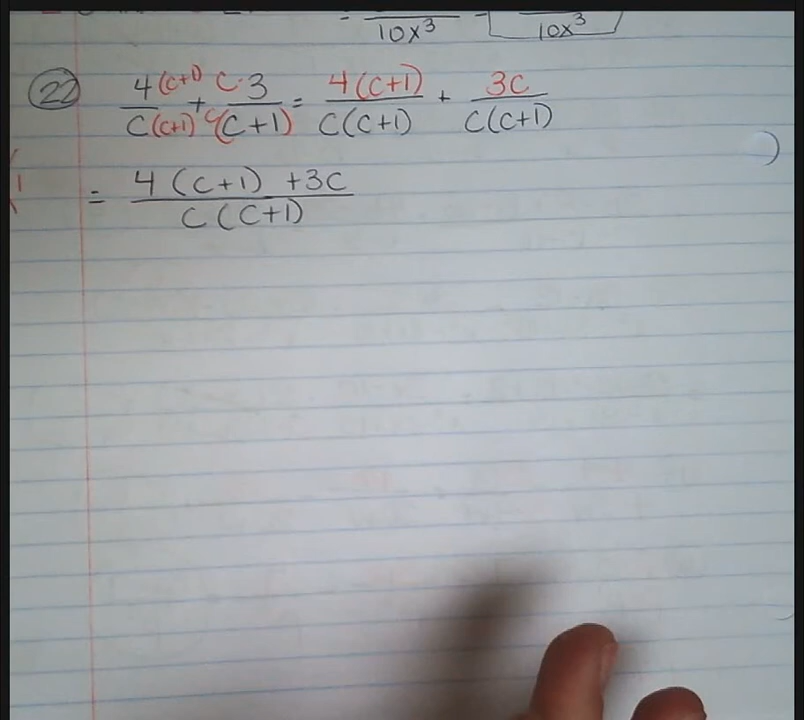 = 10x³ = 10x³
22 4(c+1)/c(c+1) + c·3/c(c+1) = 4(c+1)/c(c+1) + 3c/c(c+1)
= 4(c+1)+3c/c(c+1)